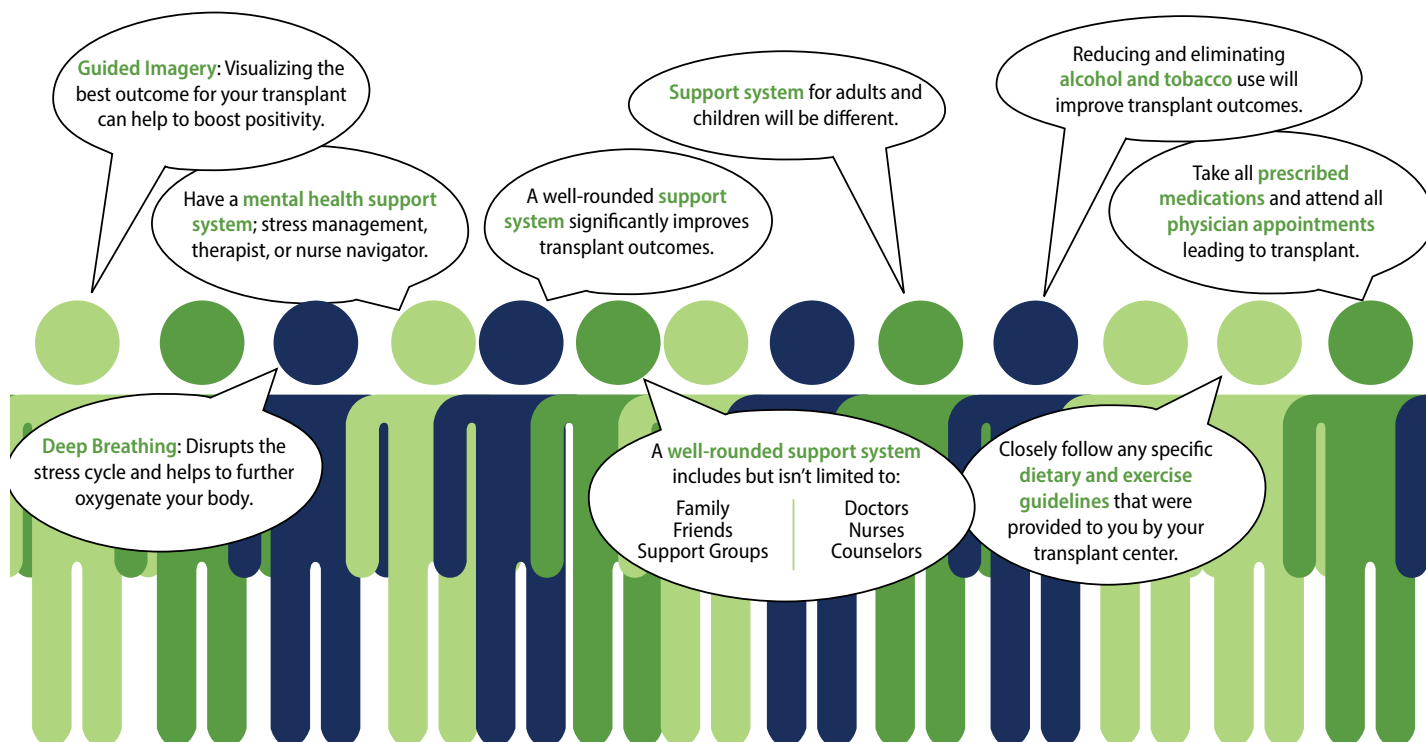 Guided Imagery: Visualizing the
best outcome for your transplant
can help to boost positivity.
Have a mental health support
system; stress management,
therapist, or nurse navigator.
A well-rounded support
system significantly improves
transplant outcomes.
Support system for adults and
children will be different.
Reducing and eliminating
alcohol and tobacco use will
improve transplant outcomes.
Take all prescribed
medications and attend all
physician appointments
leading to transplant.
Deep Breathing: Disrupts the
stress cycle and helps to further
oxygenate your body.
A well-rounded support system
includes but isn’t limited to:
Family
Friends
Support Groups
Doctors
Nurses
Counselors
Closely follow any specific
dietary and exercise
guidelines that were
provided to you by your
transplant center.